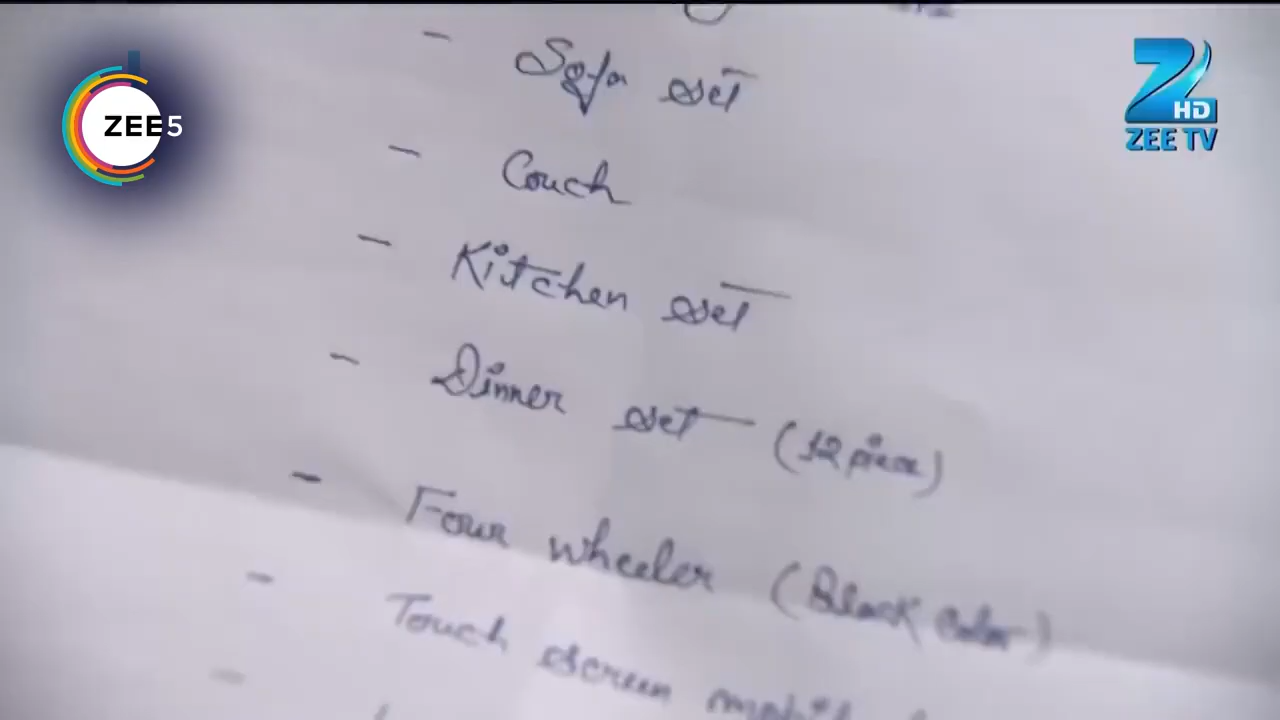 - Sofa set
- Couch
- Kitchen set
- Dinner set (12 piece)
- Four wheeler (Black color)
- Touch screen
ZEE5
HD
ZEE TV